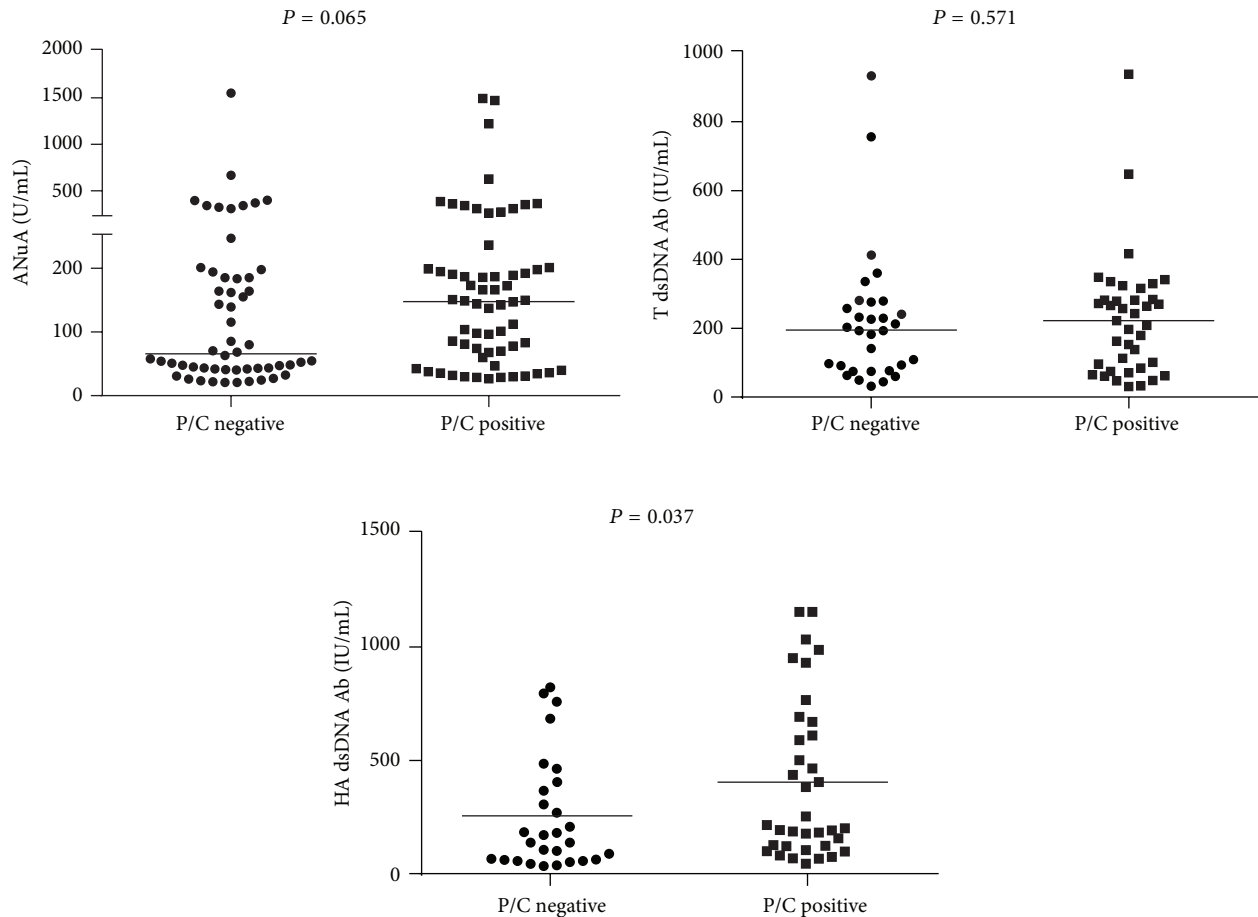 P = 0.065
2000
1500
1000
500
200
100
0
ANuA (U/mL)
P/C negative
P/C positive
P = 0.571
1000
800
600
400
200
0
T dsDNA Ab (IU/mL)
P/C negative
P/C positive
P = 0.037
1500
1000
500
0
HA dsDNA Ab (IU/mL)
P/C negative
P/C positive